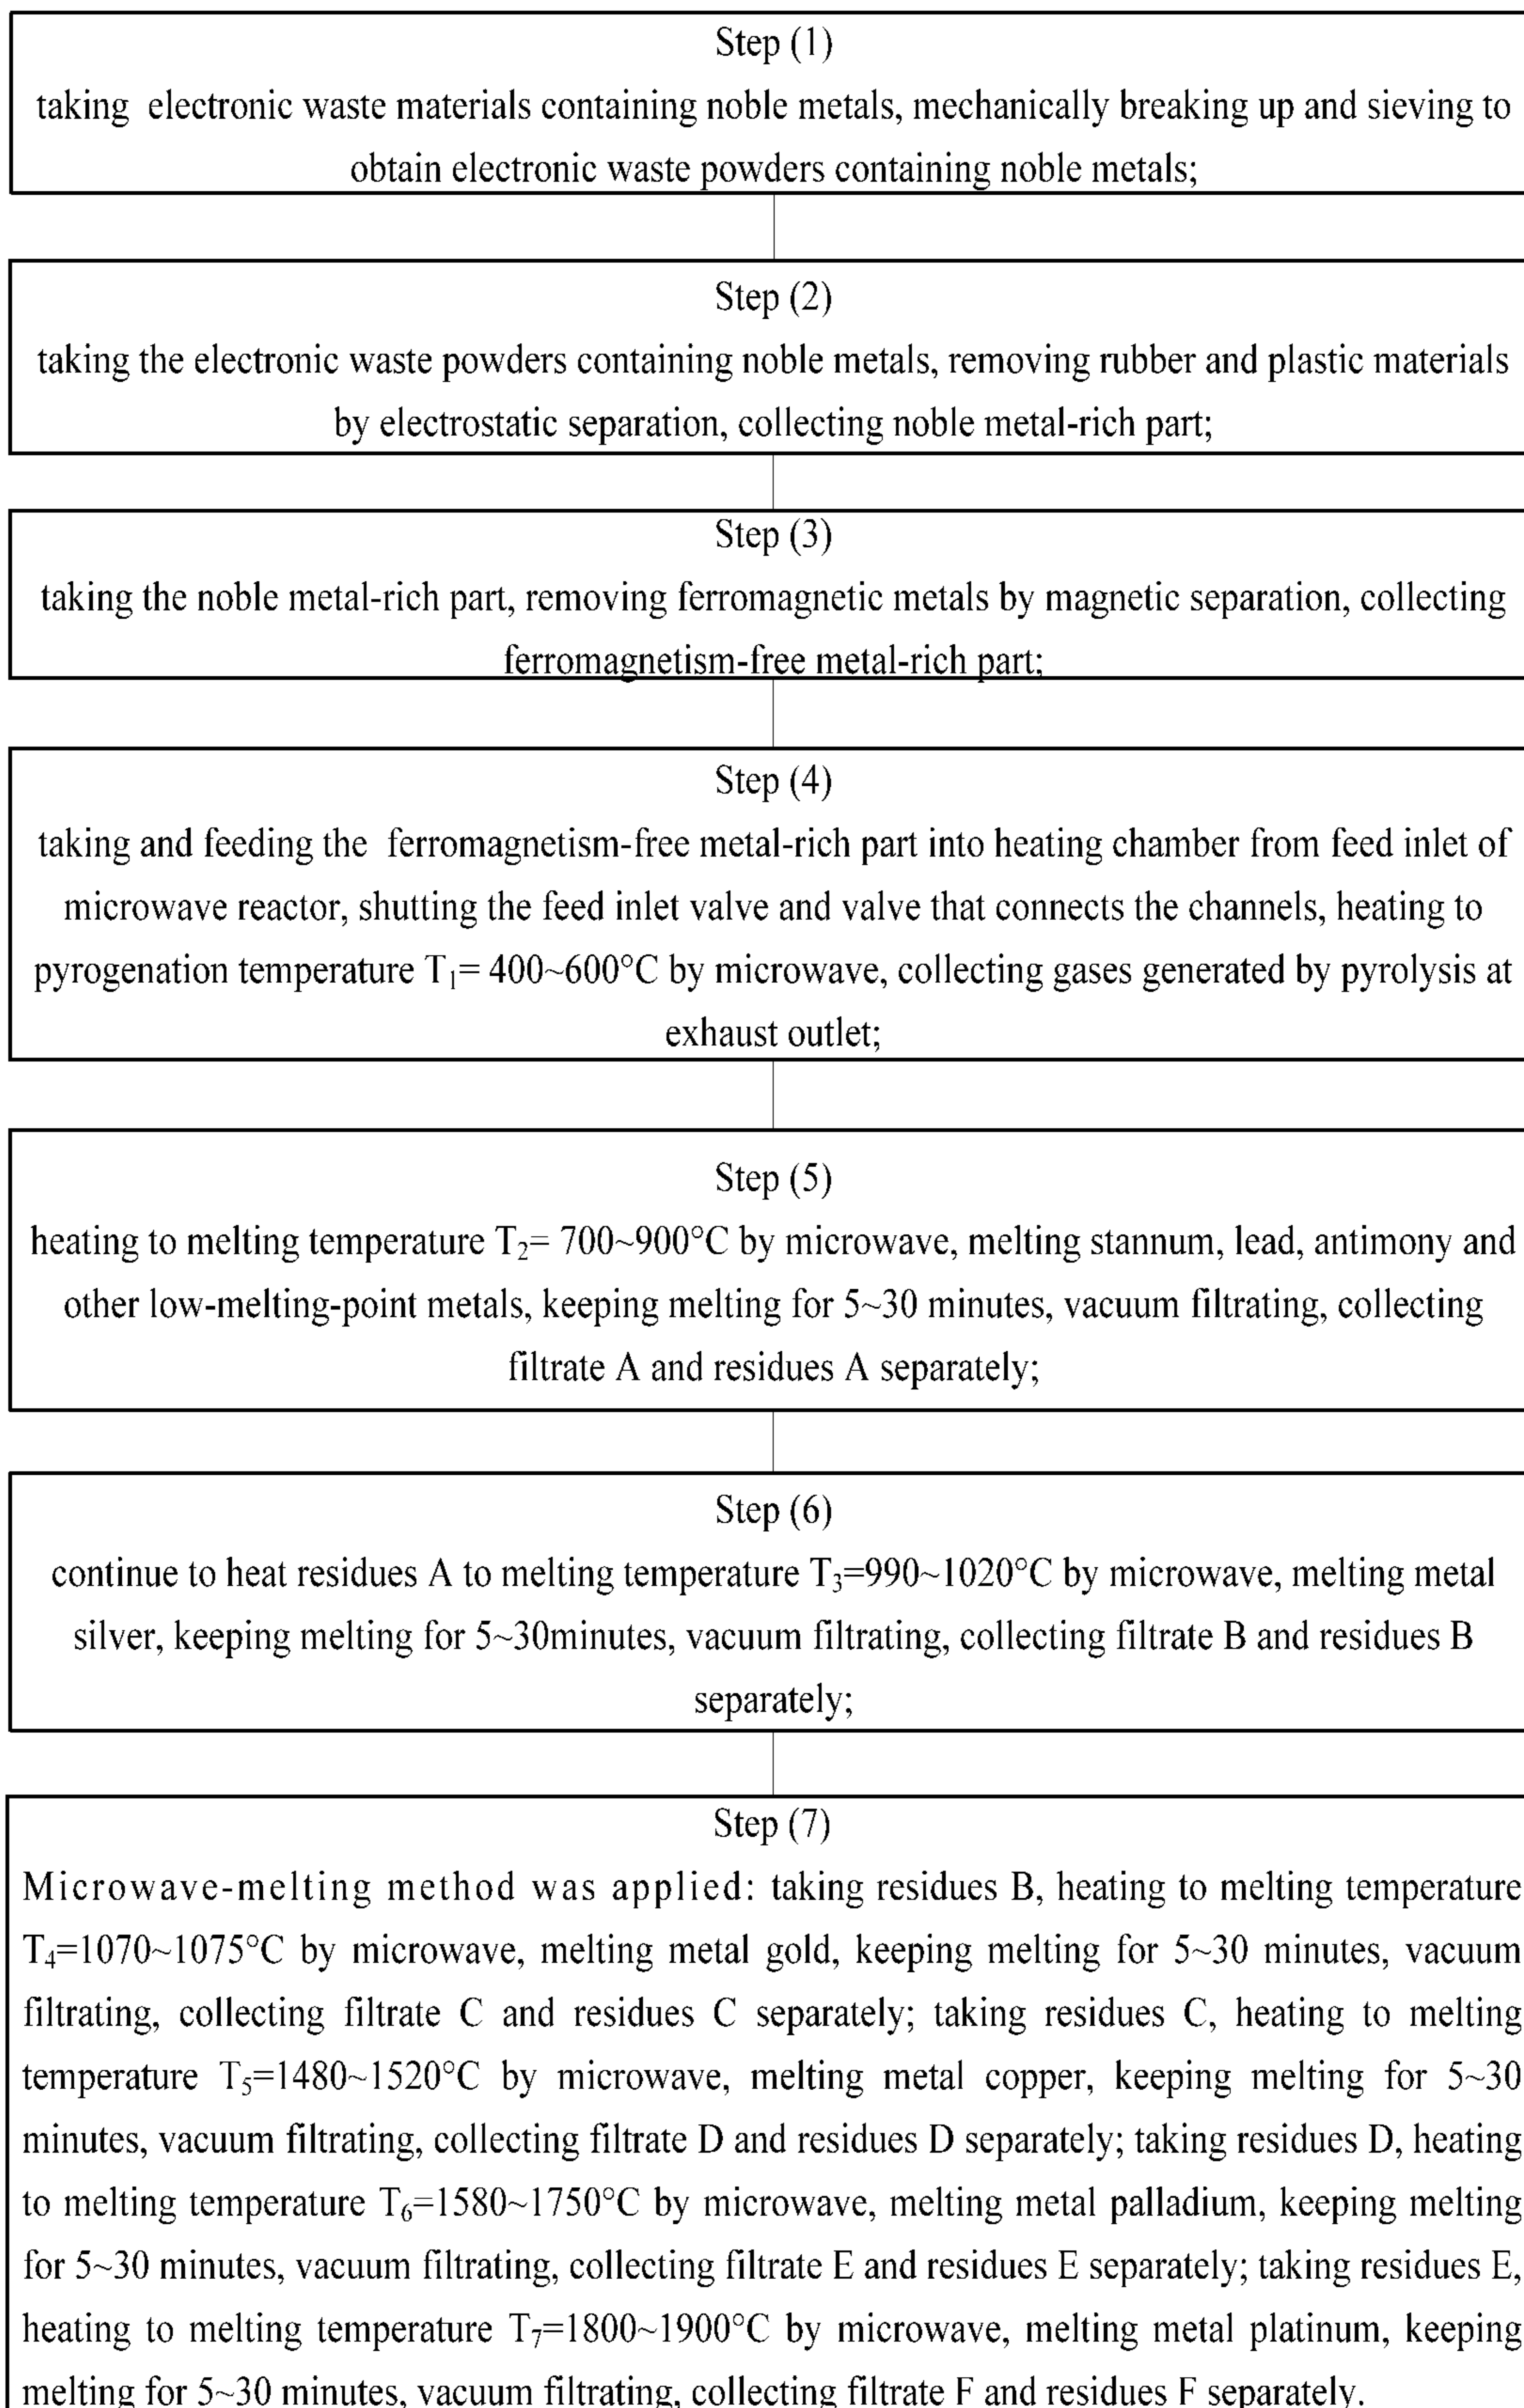 Step (1)
taking electronic waste materials containing noble metals, mechanically breaking up and sieving to
obtain electronic waste powders containing noble metals;
Step (2)
taking the electronic waste powders containing noble metals, removing rubber and plastic materials
by electrostatic separation, collecting noble metal-rich part;
Step (3)
taking the noble metal-rich part, removing ferromagnetic metals by magnetic separation, collecting
ferromagnetism-free metal-rich part;
Step (4)
taking and feeding the ferromagnetism-free metal-rich part into heating chamber from feed inlet of
microwave reactor, shutting the feed inlet valve and valve that connects the channels, heating to
pyrogenation temperature T₁= 400~600°C by microwave, collecting gases generated by pyrolysis at
exhaust outlet;
Step (5)
heating to melting temperature T₂= 700~900°C by microwave, melting stannum, lead, antimony and
other low-melting-point metals, keeping melting for 5~30 minutes, vacuum filtrating, collecting
filtrate A and residues A separately;
Step (6)
continue to heat residues A to melting temperature T₃=990~1020°C by microwave, melting metal
silver, keeping melting for 5~30minutes, vacuum filtrating, collecting filtrate B and residues B
separately;
Step (7)
Microwave-melting method was applied: taking residues B, heating to melting temperature
T₄=1070~1075°C by microwave, melting metal gold, keeping melting for 5~30 minutes, vacuum
filtrating, collecting filtrate C and residues C separately; taking residues C, heating to melting
temperature T₅=1480~1520°C by microwave, melting metal copper, keeping melting for 5~30
minutes, vacuum filtrating, collecting filtrate D and residues D separately; taking residues D, heating
to melting temperature T₆=1580~1750°C by microwave, melting metal palladium, keeping melting
for 5~30 minutes, vacuum filtrating, collecting filtrate E and residues E separately; taking residues E,
heating to melting temperature T₇=1800~1900°C by microwave, melting metal platinum, keeping
melting for 5~30 minutes, vacuum filtrating, collecting filtrate F and residues F separately.